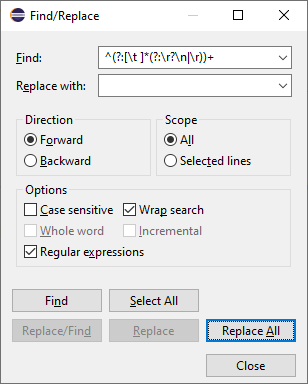 Find/Replace
Find: ^(?:[\t ]*(?:\r?\n|\r))+
Replace with:
Direction
Forward
Backward
Scope
All
Selected lines
Options
Case sensitive
Wrap search
Whole word
Incremental
Regular expressions
Find
Select All
Replace/Find
Replace
Replace All
Close